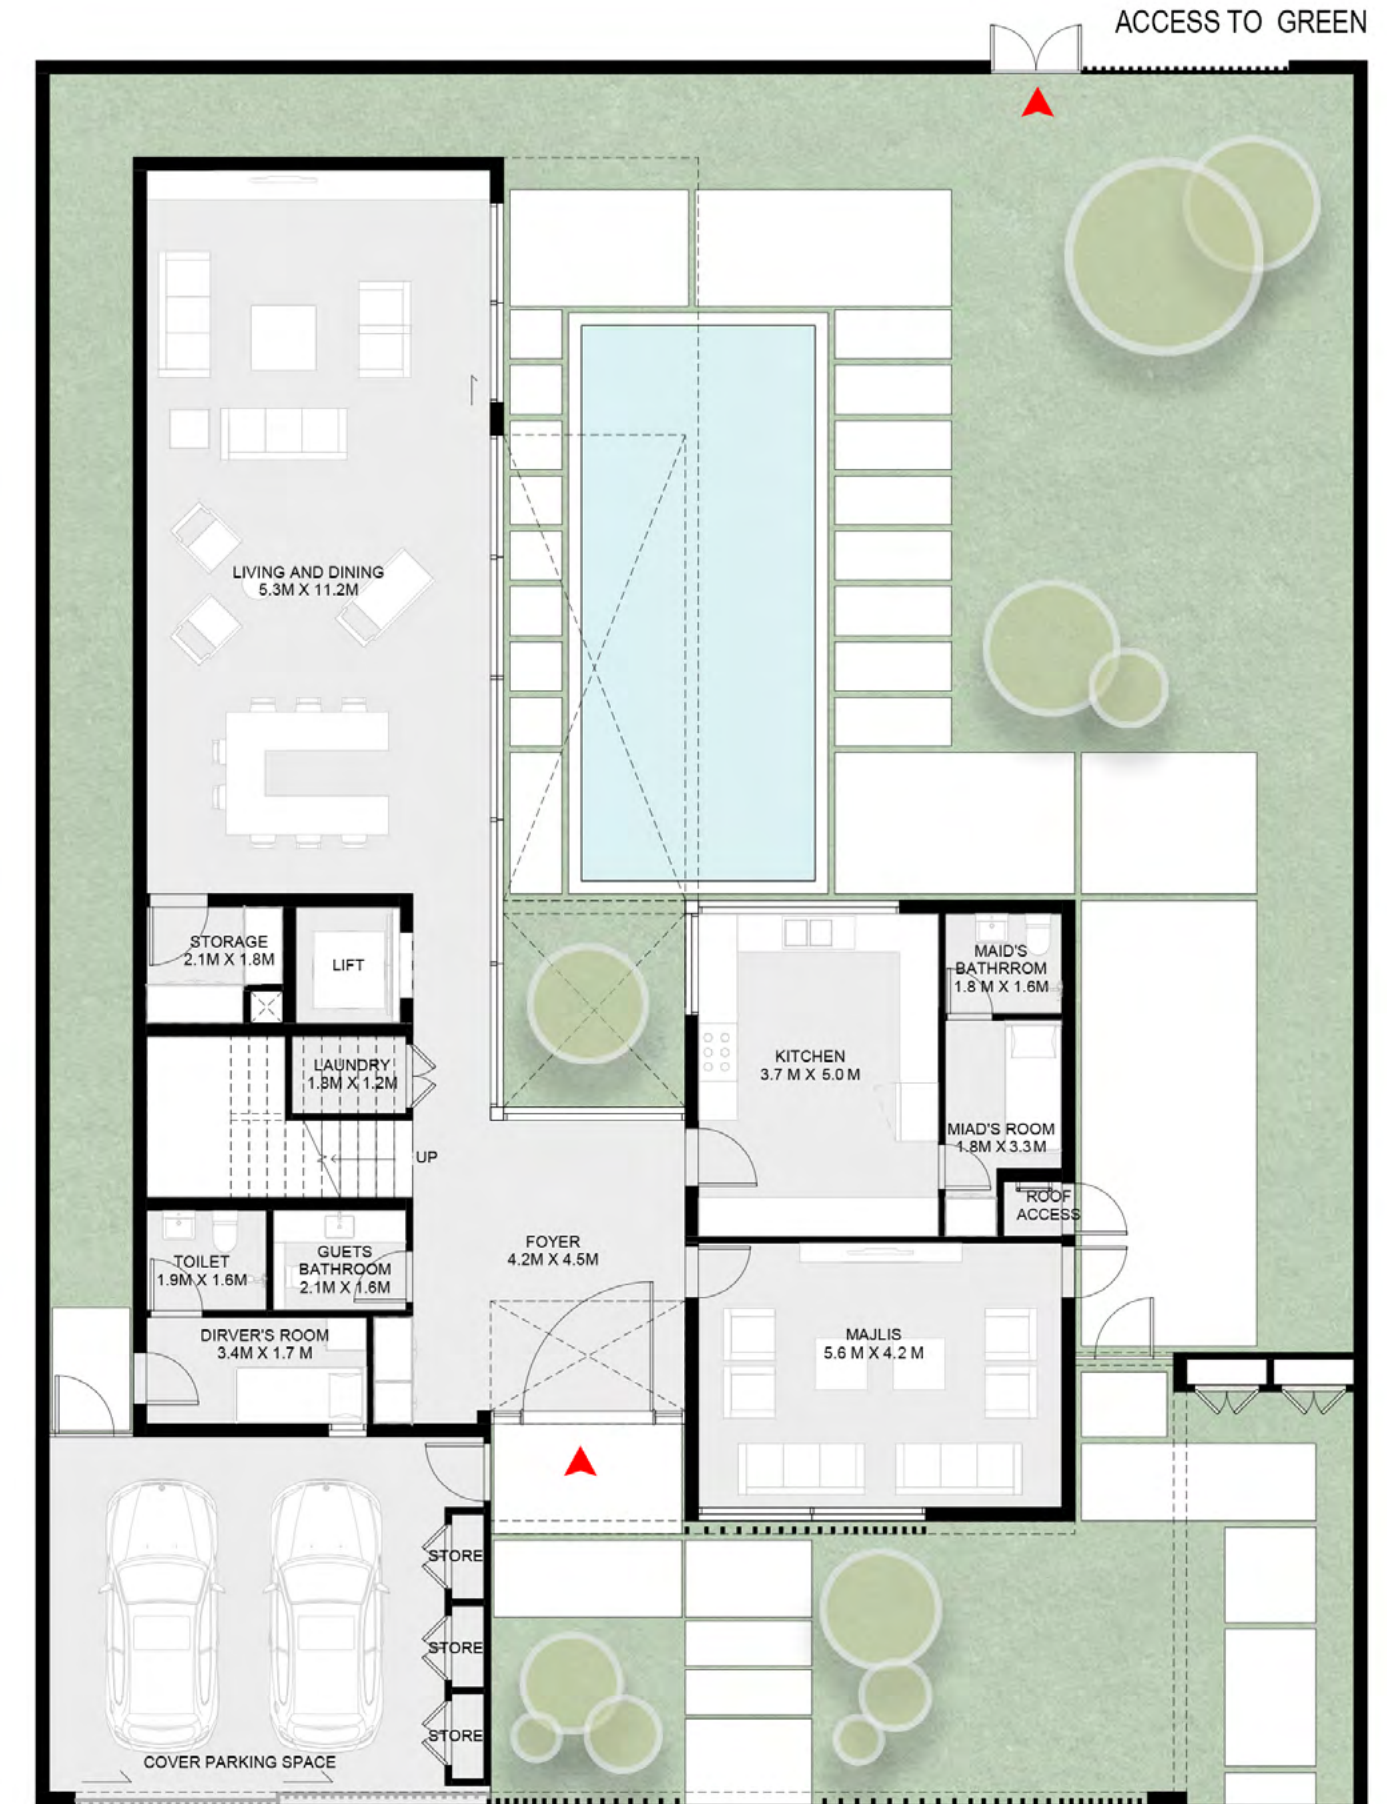 ACCESS TO GREEN
LIVING AND DINING
5.3M X 11.2M
STORAGE
2.1M X 1.8M
LIFT
MAID'S
BATHRROM
1.8 M X 1.6M
KITCHEN
3.7 M X 5.0 M
LAUNDRY
1.8M X 1.2M
MIAD'S ROOM
1.8M X 3.3M
UP
ROOF
ACCESS
FOYER
4.2M X 4.5M
TOILET
1.9M X 1.6M
GUETS
BATHROOM
2.1M X 1.6M
DIRVER'S ROOM
3.4M X 1.7 M
MAJLIS
5.6 M X 4.2 M
STORE
STORE
STORE
COVER PARKING SPACE